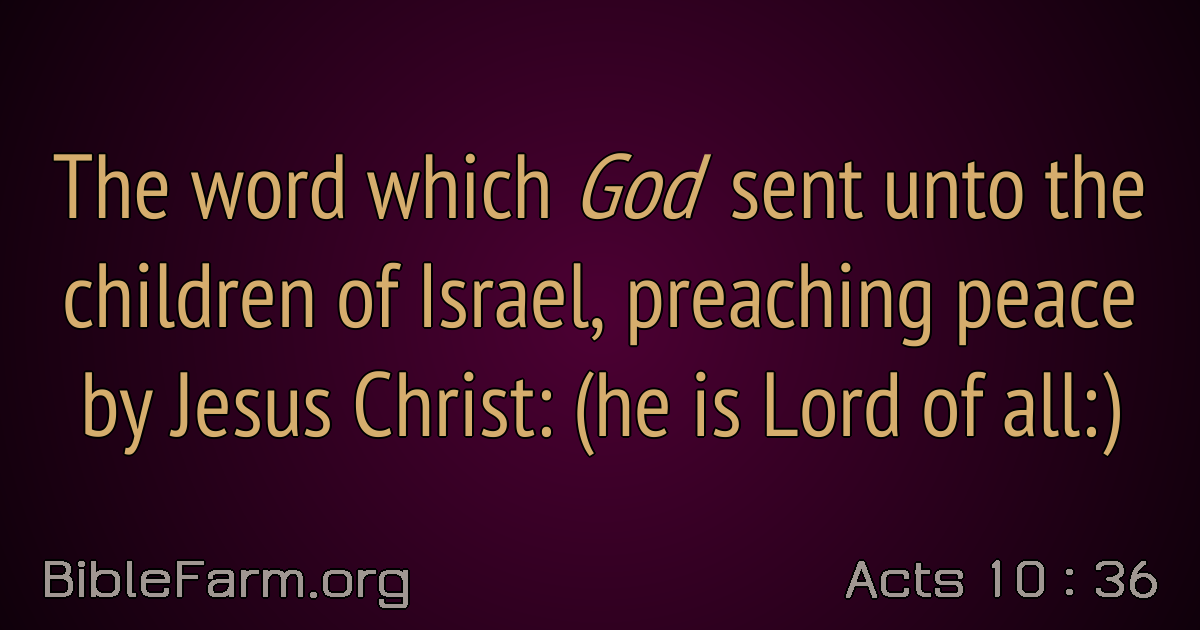 The word which God sent unto the
children of Israel, preaching peace
by Jesus Christ: (he is Lord of all:)
BibleFarm.org
Acts 10 : 36